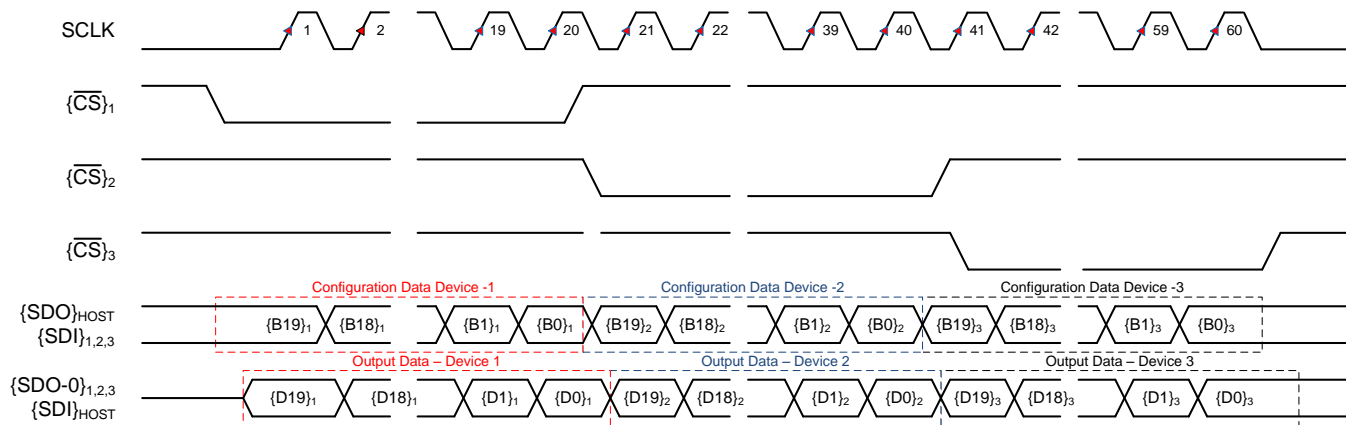 SCLK 1 2 19 20 21 22 39 40 41 42 59 60
{CS}1
{CS}2
{CS}3
Configuration Data Device -1 Configuration Data Device -2 Configuration Data Device -3
{SDO}HOST {B19}1 {B18}1 {B1}1 {B0}1 {B19}2 {B18}2 {B1}2 {B0}2 {B19}3 {B18}3 {B1}3 {B0}3
{SDI}1,2,3
Output Data – Device 1 Output Data – Device 2 Output Data – Device 3
{SDO-0}1,2,3 {D19}1 {D18}1 {D1}1 {D0}1 {D19}2 {D18}2 {D1}2 {D0}2 {D19}3 {D18}3 {D1}3 {D0}3
{SDI}HOST